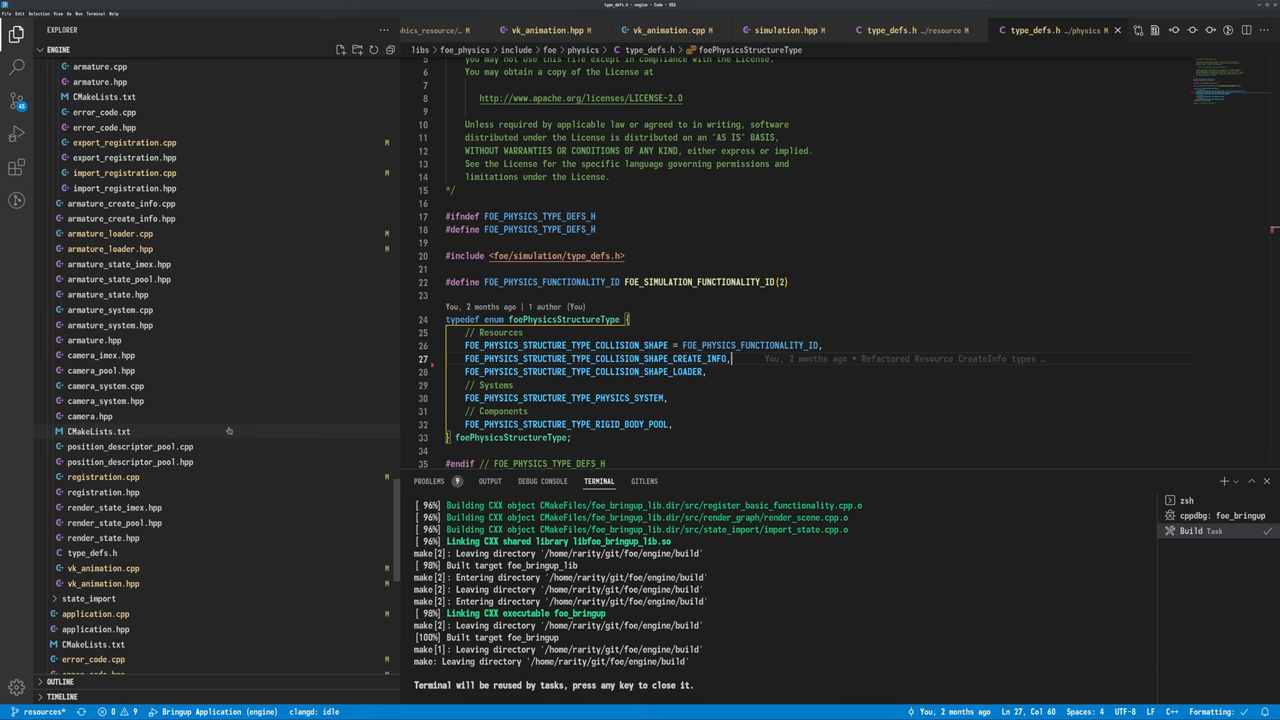 type_defs.h - engine - Code - OSS
File Edit Selection View Go Run Terminal Help
EXPLORER
hics_resource/...
vk_animation.hpp M
vk_animation.cpp M
simulation.hpp M
type_defs.h .../resource M
type_defs.h .../physics M
ENGINE
libs > foe_physics > include > foe > physics > type_defs.h > foePhysicsStructureType
armature.cpp
armature.hpp
CMakeLists.txt
error_code.cpp
error_code.hpp
export_registration.cpp M
export_registration.hpp
import_registration.cpp M
import_registration.hpp
armature_create_info.cpp
armature_create_info.hpp
armature_loader.cpp M
armature_loader.hpp M
armature_state_imex.hpp
armature_state_pool.hpp
armature_state.hpp
armature_system.cpp
armature_system.hpp
armature.hpp
camera_imex.hpp
camera_pool.hpp
camera_system.cpp
camera_system.hpp
camera.hpp
CMakeLists.txt
position_descriptor_pool.cpp
position_descriptor_pool.hpp
registration.cpp M
registration.hpp
render_state_imex.hpp
render_state_pool.hpp
render_state.hpp
type_defs.h
vk_animation.cpp M
vk_animation.hpp M
state_import
application.cpp M
application.hpp
CMakeLists.txt
error_code.cpp M
OUTLINE
TIMELINE
45
5 you may not use this file except in compliance with the License.
6 You may obtain a copy of the License at
7
8 http://www.apache.org/licenses/LICENSE-2.0
9
10 Unless required by applicable law or agreed to in writing, software
11 distributed under the License is distributed on an "AS IS" BASIS,
12 WITHOUT WARRANTIES OR CONDITIONS OF ANY KIND, either express or implied.
13 See the License for the specific language governing permissions and
14 limitations under the License.
15 */
16
17 #ifndef FOE_PHYSICS_TYPE_DEFS_H
18 #define FOE_PHYSICS_TYPE_DEFS_H
19
20 #include <foe/simulation/type_defs.h>
21
22 #define FOE_PHYSICS_FUNCTIONALITY_ID FOE_SIMULATION_FUNCTIONALITY_ID(2)
23
You, 2 months ago | 1 author (You)
24 typedef enum foePhysicsStructureType {
25 // Resources
26 FOE_PHYSICS_STRUCTURE_TYPE_COLLISION_SHAPE = FOE_PHYSICS_FUNCTIONALITY_ID,
27 FOE_PHYSICS_STRUCTURE_TYPE_COLLISION_SHAPE_CREATE_INFO, You, 2 months ago • Refactored Resource CreateInfo types …
28 FOE_PHYSICS_STRUCTURE_TYPE_COLLISION_SHAPE_LOADER,
29 // Systems
30 FOE_PHYSICS_STRUCTURE_TYPE_PHYSICS_SYSTEM,
31 // Components
32 FOE_PHYSICS_STRUCTURE_TYPE_RIGID_BODY_POOL,
33 } foePhysicsStructureType;
34
35 #endif // FOE_PHYSICS_TYPE_DEFS_H
PROBLEMS 9 OUTPUT DEBUG CONSOLE TERMINAL GITLENS
[ 96%] Building CXX object CMakeFiles/foe_bringup_lib.dir/src/register_basic_functionality.cpp.o
[ 96%] Building CXX object CMakeFiles/foe_bringup_lib.dir/src/render_graph/render_scene.cpp.o
[ 96%] Building CXX object CMakeFiles/foe_bringup_lib.dir/src/state_import/import_state.cpp.o
[ 96%] Linking CXX shared library libfoe_bringup_lib.so
make[2]: Leaving directory '/home/rarity/git/foe/engine/build'
[ 98%] Built target foe_bringup_lib
make[2]: Entering directory '/home/rarity/git/foe/engine/build'
make[2]: Leaving directory '/home/rarity/git/foe/engine/build'
make[2]: Entering directory '/home/rarity/git/foe/engine/build'
[ 98%] Linking CXX executable foe_bringup
make[2]: Leaving directory '/home/rarity/git/foe/engine/build'
[100%] Built target foe_bringup
make[1]: Leaving directory '/home/rarity/git/foe/engine/build'
make: Leaving directory '/home/rarity/git/foe/engine/build'
Terminal will be reused by tasks, press any key to close it.
zsh
cppdbg: foe_bringup
Build Task
resources* 0 9 Bringup Application (engine) clangd: idle
You, 2 months ago Ln 27, Col 60 Spaces: 4 UTF-8 LF C++ Formatting: ✓